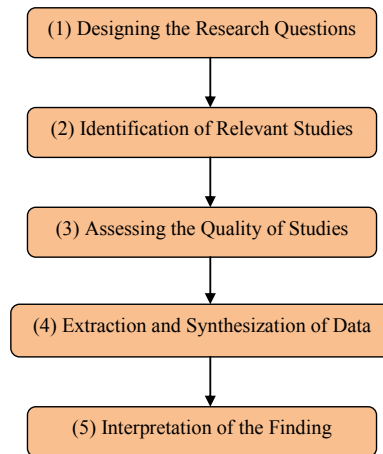 (1) Designing the Research Questions
(2) Identification of Relevant Studies
(3) Assessing the Quality of Studies
(4) Extraction and Synthesization of Data
(5) Interpretation of the Finding